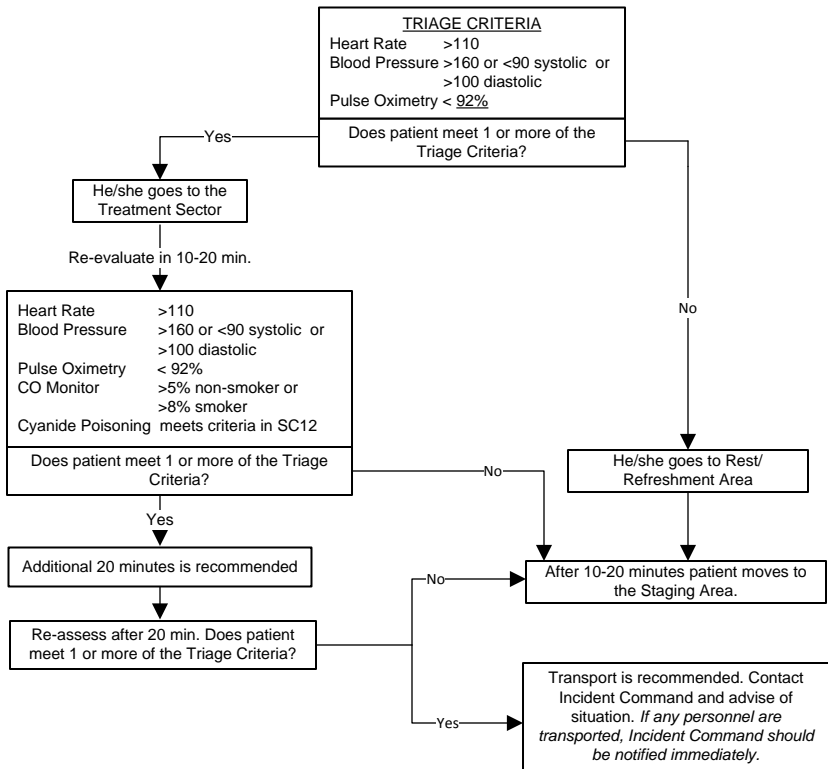 TRIAGE CRITERIA
Heart Rate >110
Blood Pressure >160 or <90 systolic or
>100 diastolic
Pulse Oximetry < 92%
Does patient meet 1 or more of the
Triage Criteria?
Yes
No
He/she goes to the
Treatment Sector
Re-evaluate in 10-20 min.
Heart Rate >110
Blood Pressure >160 or <90 systolic or
>100 diastolic
Pulse Oximetry < 92%
CO Monitor >5% non-smoker or
>8% smoker
Cyanide Poisoning meets criteria in SC12
Does patient meet 1 or more of the Triage
Criteria?
No
Yes
He/she goes to Rest/
Refreshment Area
Additional 20 minutes is recommended
After 10-20 minutes patient moves to
the Staging Area.
Re-assess after 20 min. Does patient
meet 1 or more of the Triage Criteria?
No
Yes
Transport is recommended. Contact
Incident Command and advise of
situation. If any personnel are
transported, Incident Command should
be notified immediately.